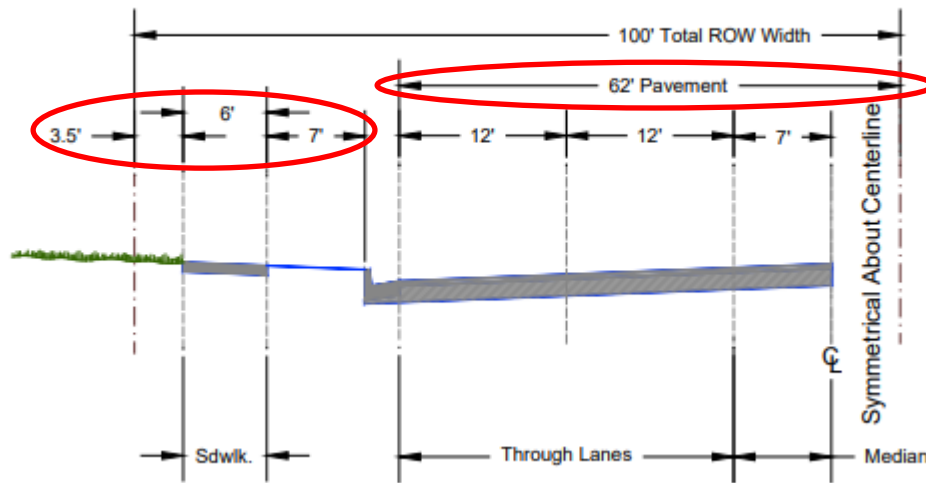 100' Total ROW Width
62' Pavement
3.5'
6'
7'
12'
12'
7'
Symmetrical About Centerline
CL
Sdwlk.
Through Lanes
Median